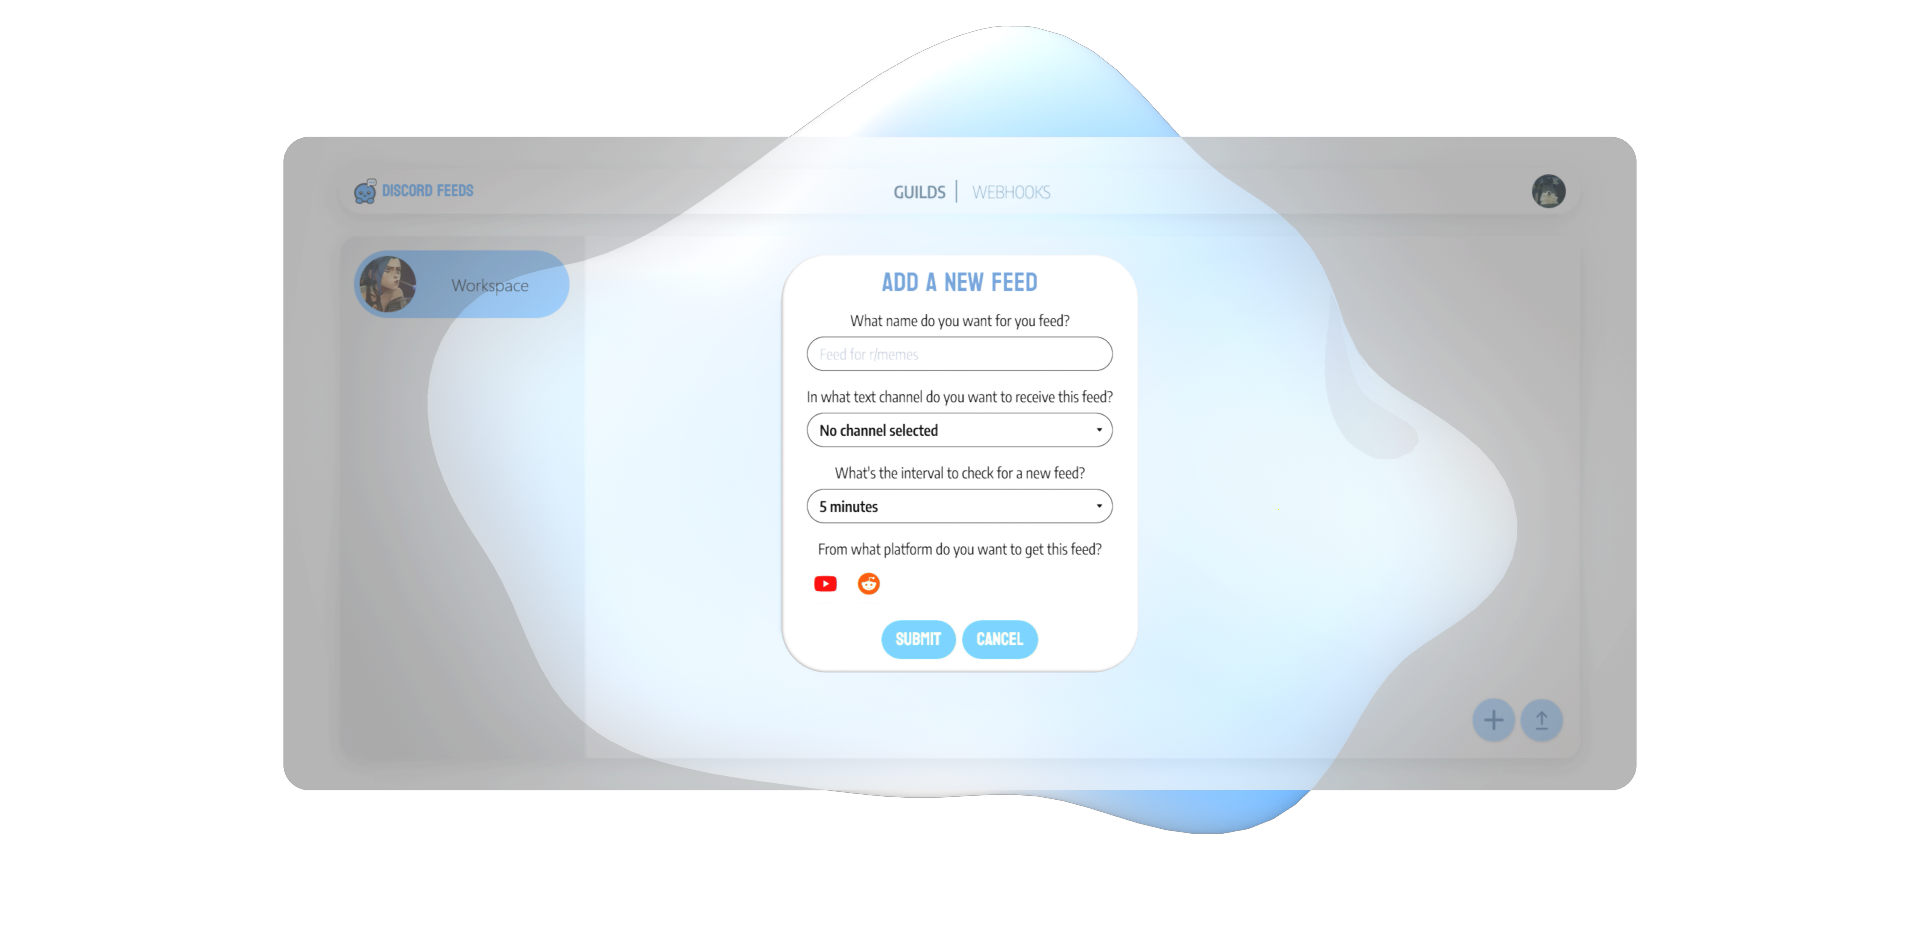 DISCORD FEEDS
GUILDS | WEBHOOKS
Workspace
ADD A NEW FEED
What name do you want for you feed?
Feed for r/memes
In what text channel do you want to receive this feed?
No channel selected
What's the interval to check for a new feed?
5 minutes
From what platform do you want to get this feed?
SUBMIT CANCEL